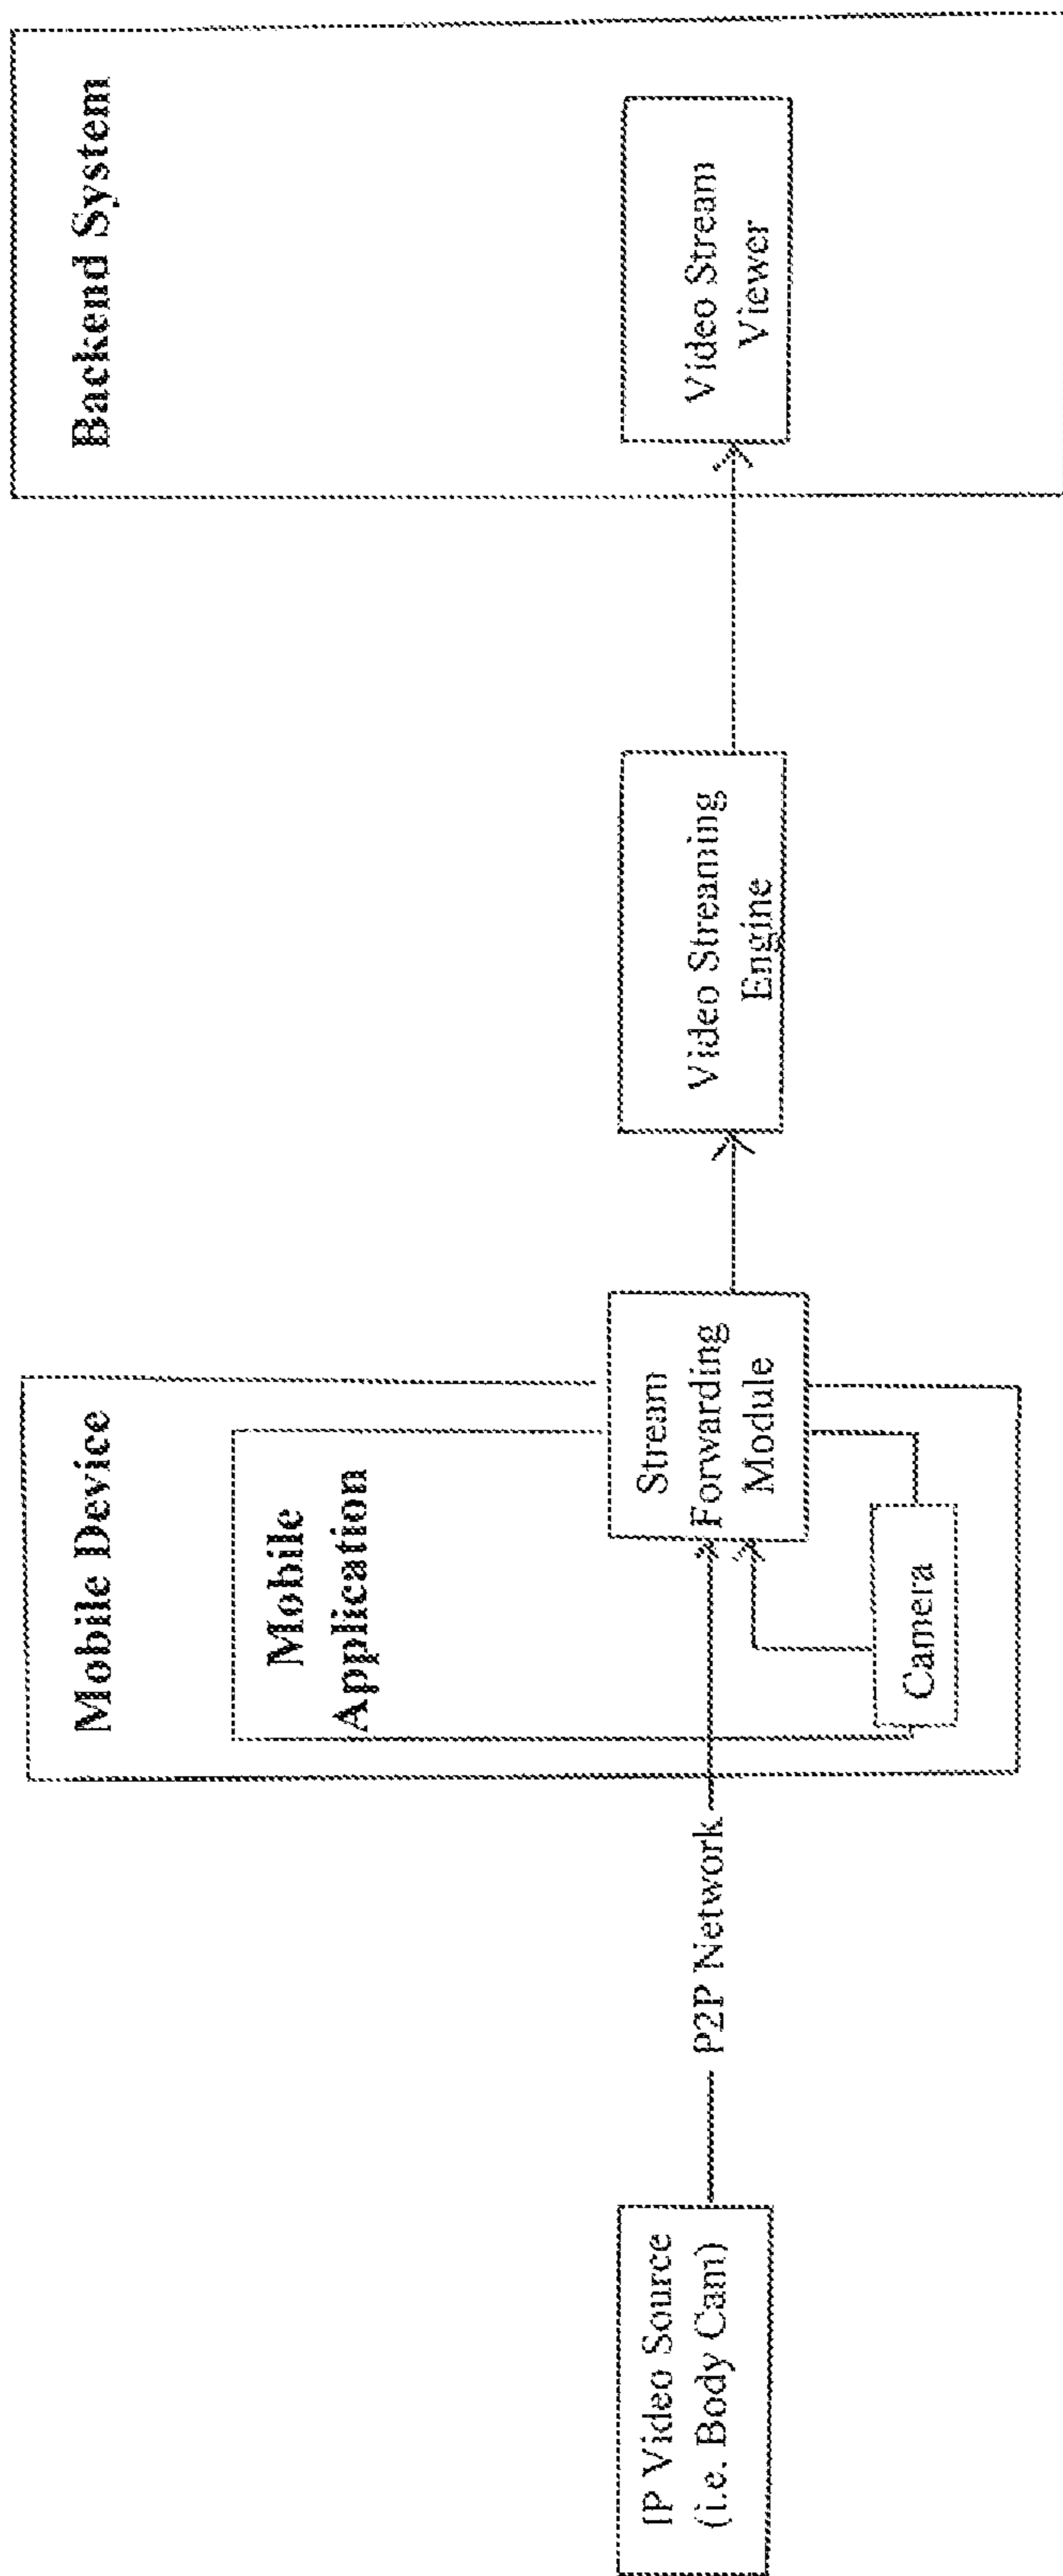 Backend System
Video Stream
Viewer
Video Streaming
Engine
Mobile Device
Mobile
Application
Stream
Forwarding
Module
Camera
P2P Network
IP Video Source
(i.e. Body Cam)